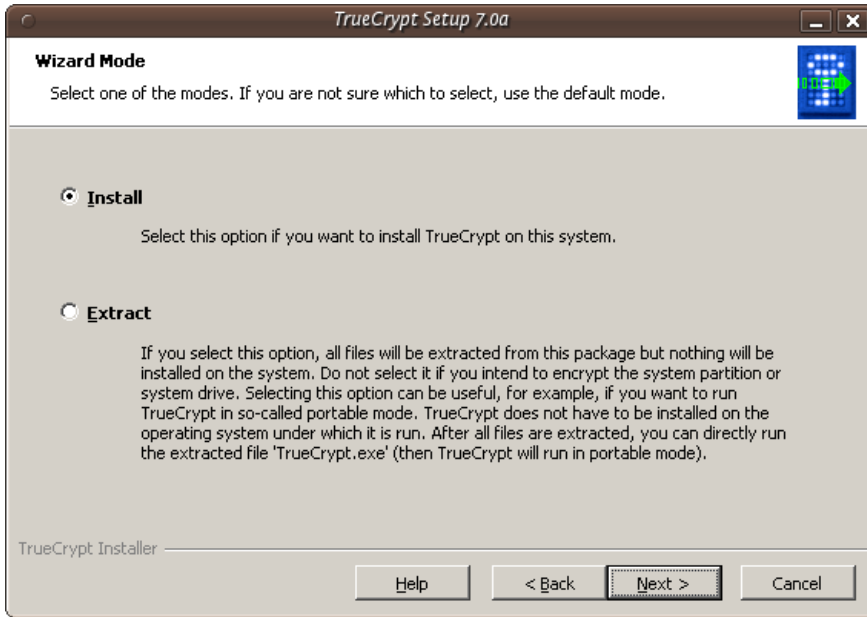 TrueCrypt Setup 7.0a
Wizard Mode
Select one of the modes. If you are not sure which to select, use the default mode.
Install
Select this option if you want to install TrueCrypt on this system.
Extract
If you select this option, all files will be extracted from this package but nothing will be
installed on the system. Do not select it if you intend to encrypt the system partition or
system drive. Selecting this option can be useful, for example, if you want to run
TrueCrypt in so-called portable mode. TrueCrypt does not have to be installed on the
operating system under which it is run. After all files are extracted, you can directly run
the extracted file 'TrueCrypt.exe' (then TrueCrypt will run in portable mode).
TrueCrypt Installer
Help < Back Next > Cancel